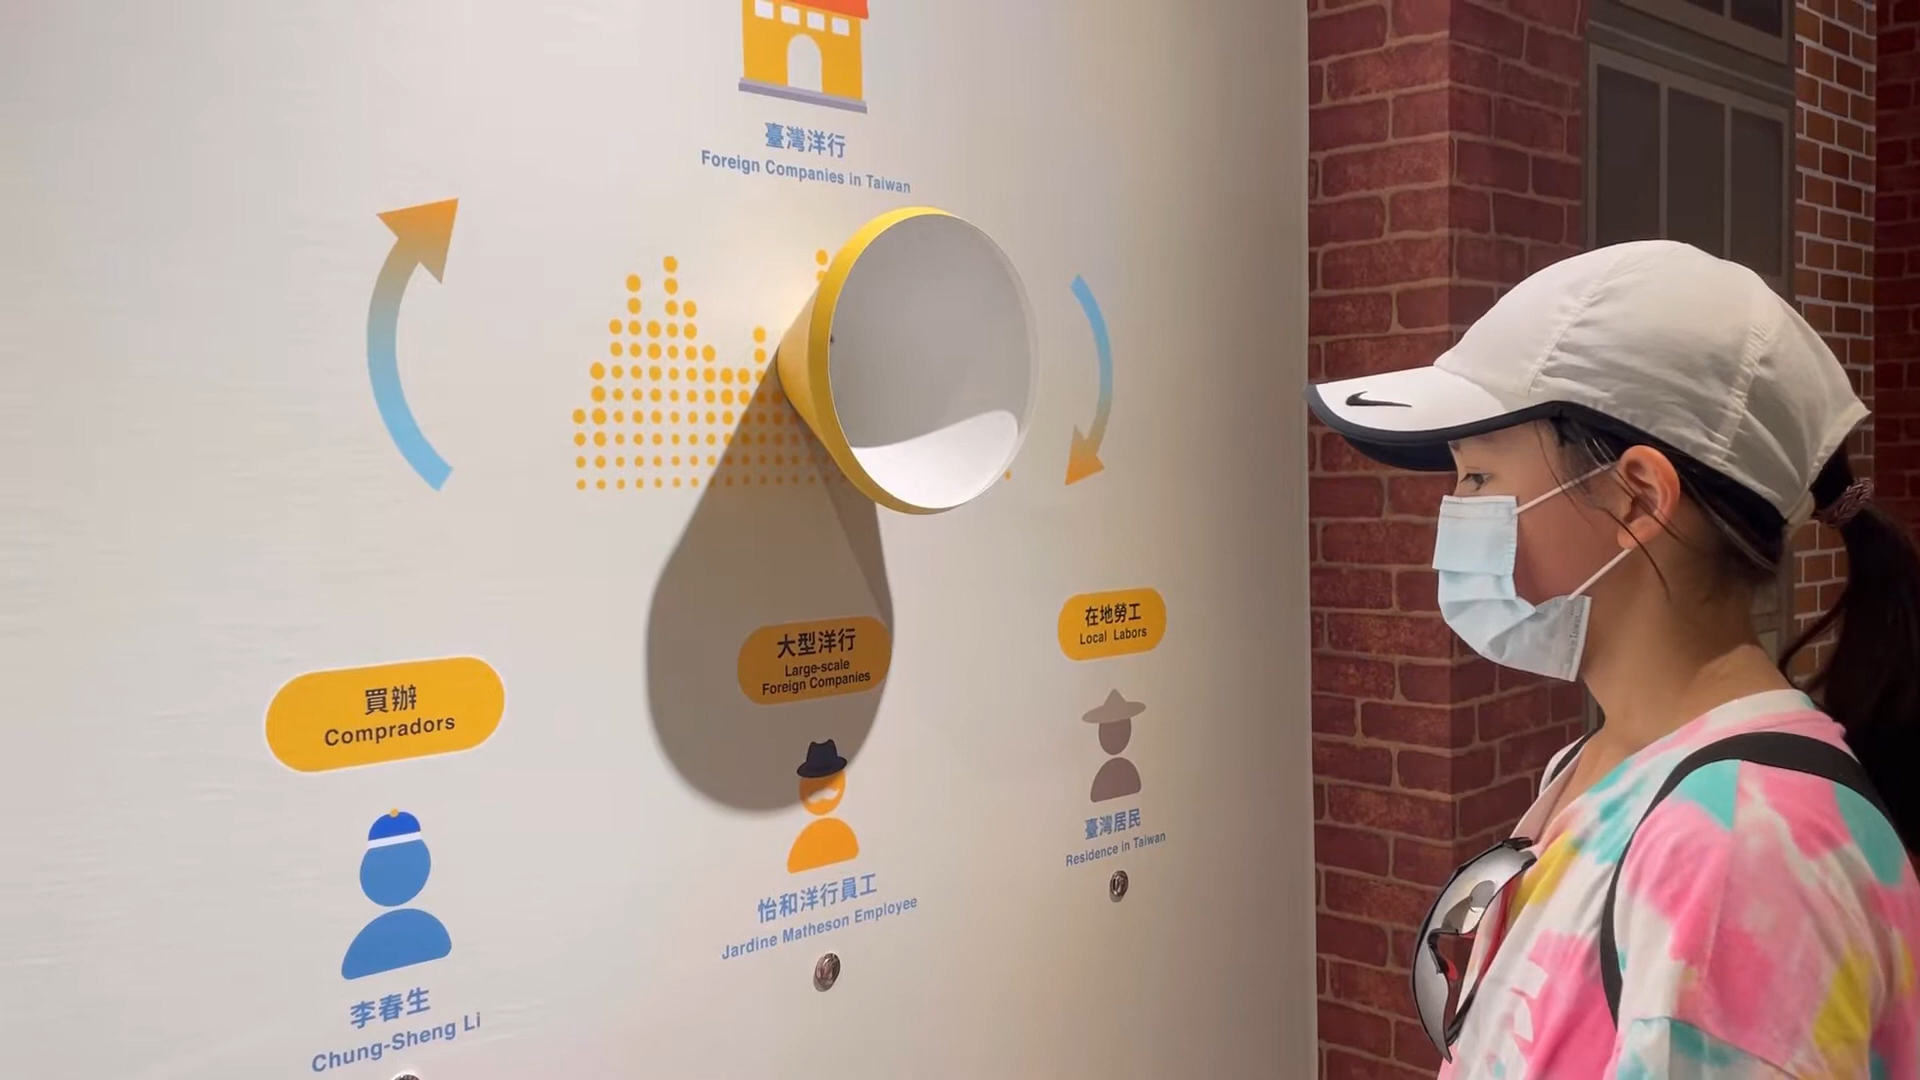 臺灣洋行
Foreign Companies in Taiwan
買辦
Compradors
李春生
Chung-Sheng Li
大型洋行
Large-scale
Foreign Companies
怡和洋行員工
Jardine Matheson Employee
在地勞工
Local Labors
臺灣居民
Residence in Taiwan